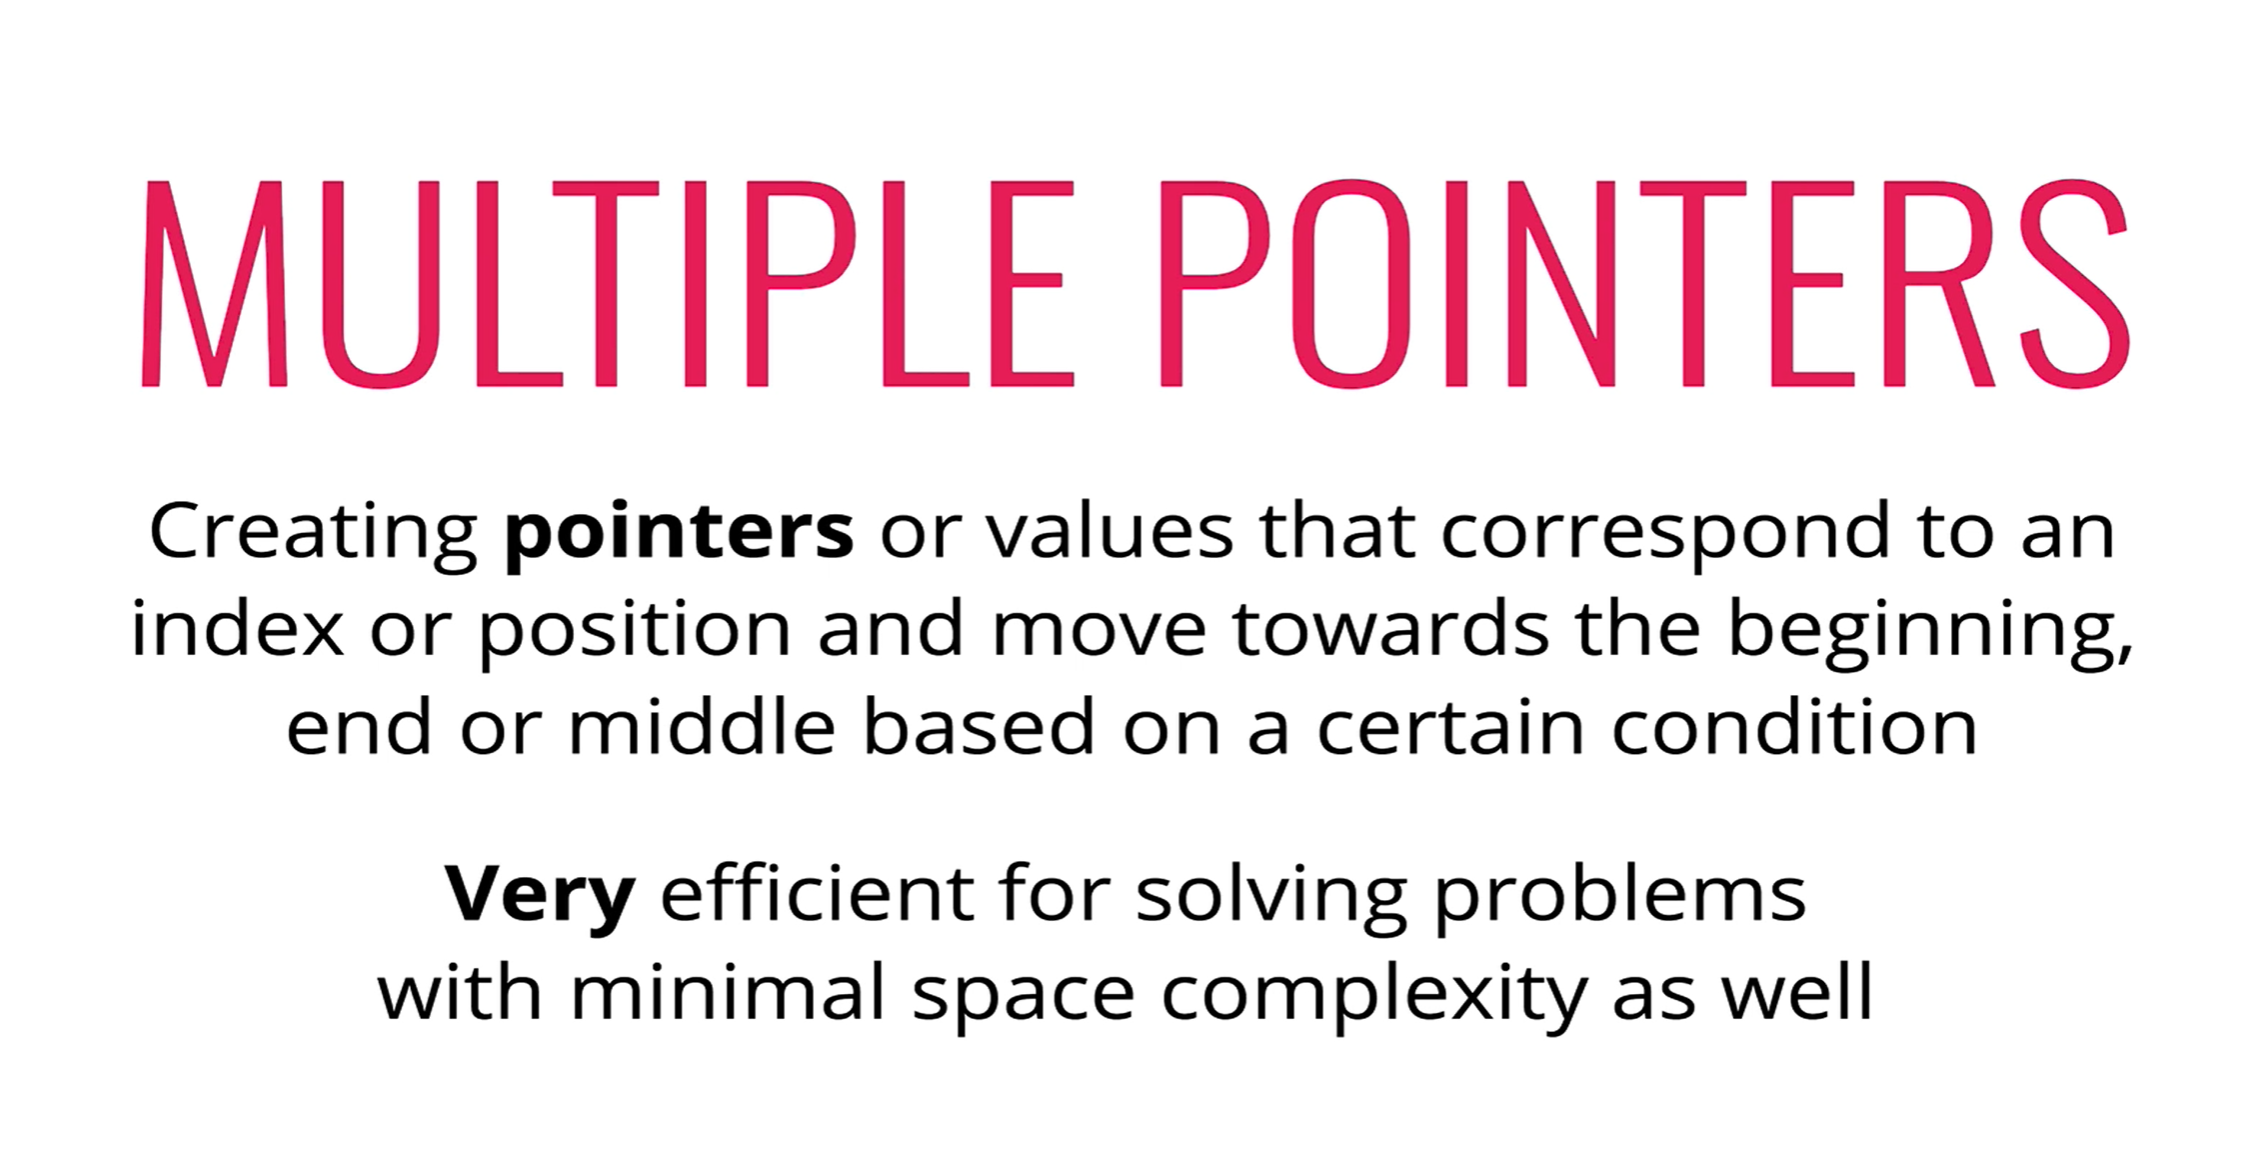 MULTIPLE POINTERS
Creating pointers or values that correspond to an
index or position and move towards the beginning,
end or middle based on a certain condition
Very efficient for solving problems
with minimal space complexity as well